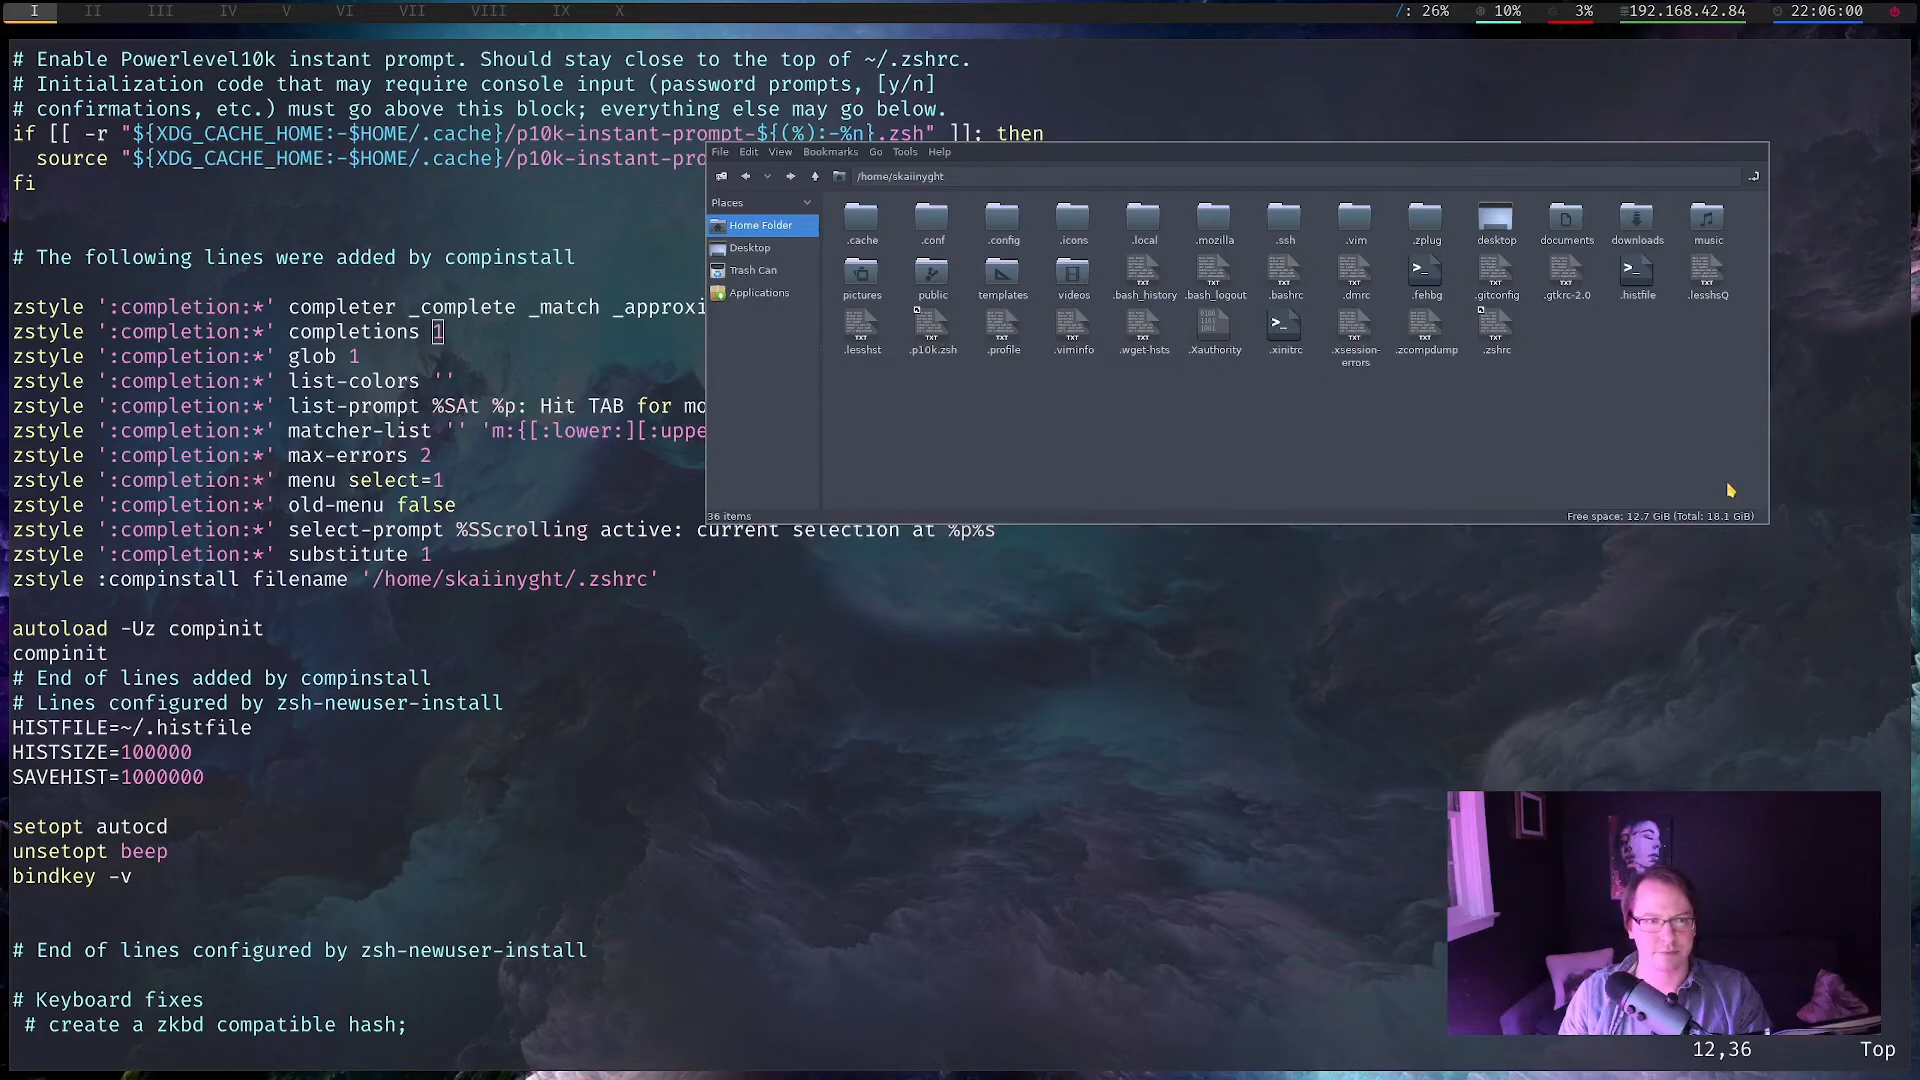 I II III IV V VI VII VIII IX X /: 26% 10% 3% 192.168.42.84 22:06:00
# Enable Powerlevel10k instant prompt. Should stay close to the top of ~/.zshrc.
# Initialization code that may require console input (password prompts, [y/n]
# confirmations, etc.) must go above this block; everything else may go below.
if [[ -r "${XDG_CACHE_HOME:-$HOME/.cache}/p10k-instant-prompt-${(%):-%n}.zsh" ]]; then
source "${XDG_CACHE_HOME:-$HOME/.cache}/p10k-instant-pro
fi
# The following lines were added by compinstall
zstyle ':completion:*' completer _complete _match _approxi
zstyle ':completion:*' completions 1
zstyle ':completion:*' glob 1
zstyle ':completion:*' list-colors ''
zstyle ':completion:*' list-prompt %SAt %p: Hit TAB for mo
zstyle ':completion:*' matcher-list '' 'm:{[:lower:][:uppe
zstyle ':completion:*' max-errors 2
zstyle ':completion:*' menu select=1
zstyle ':completion:*' old-menu false
zstyle ':completion:*' select-prompt %SScrolling active: current selection at %p%s
zstyle ':completion:*' substitute 1
zstyle :compinstall filename '/home/skaiinyght/.zshrc'
autoload -Uz compinit
compinit
# End of lines added by compinstall
# Lines configured by zsh-newuser-install
HISTFILE=~/.histfile
HISTSIZE=100000
SAVEHIST=1000000
setopt autocd
unsetopt beep
bindkey -v
# End of lines configured by zsh-newuser-install
# Keyboard fixes
# create a zkbd compatible hash;
12,36 Top
File Edit View Bookmarks Go Tools Help
/home/skaiinyght
Places
Home Folder
Desktop
Trash Can
Applications
.cache .conf .config .icons .local .mozilla .ssh .vim .zplug desktop documents downloads music
pictures public templates videos .bash_history .bash_logout .bashrc .dmrc .fehbg .gitconfig .gtkrc-2.0 .histfile .lesshsQ
.lesshst .p10k.zsh .profile .viminfo .wget-hsts .Xauthority .xinitrc .xsession-errors .zcompdump .zshrc
36 items Free space: 12.7 GiB (Total: 18.1 GiB)